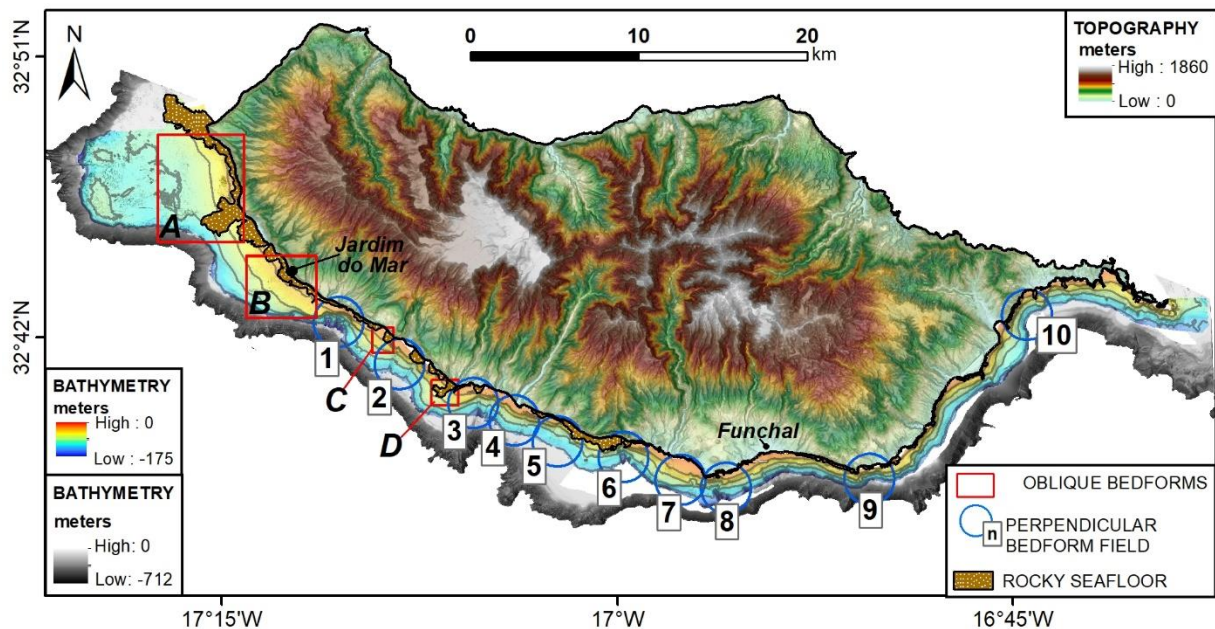 N
32°51'N
32°42'N
0 10 20
km
TOPOGRAPHY
meters
High : 1860
Low : 0
A
B
Jardim
do Mar
1
C
2
D
3
4
5
6
7
8
9
10
Funchal
BATHYMETRY
meters
High : 0
Low : -175
BATHYMETRY
meters
High: 0
Low: -712
OBLIQUE BEDFORMS
n
PERPENDICULAR
BEDFORM FIELD
ROCKY SEAFLOOR
17°15'W
17°0'W
16°45'W